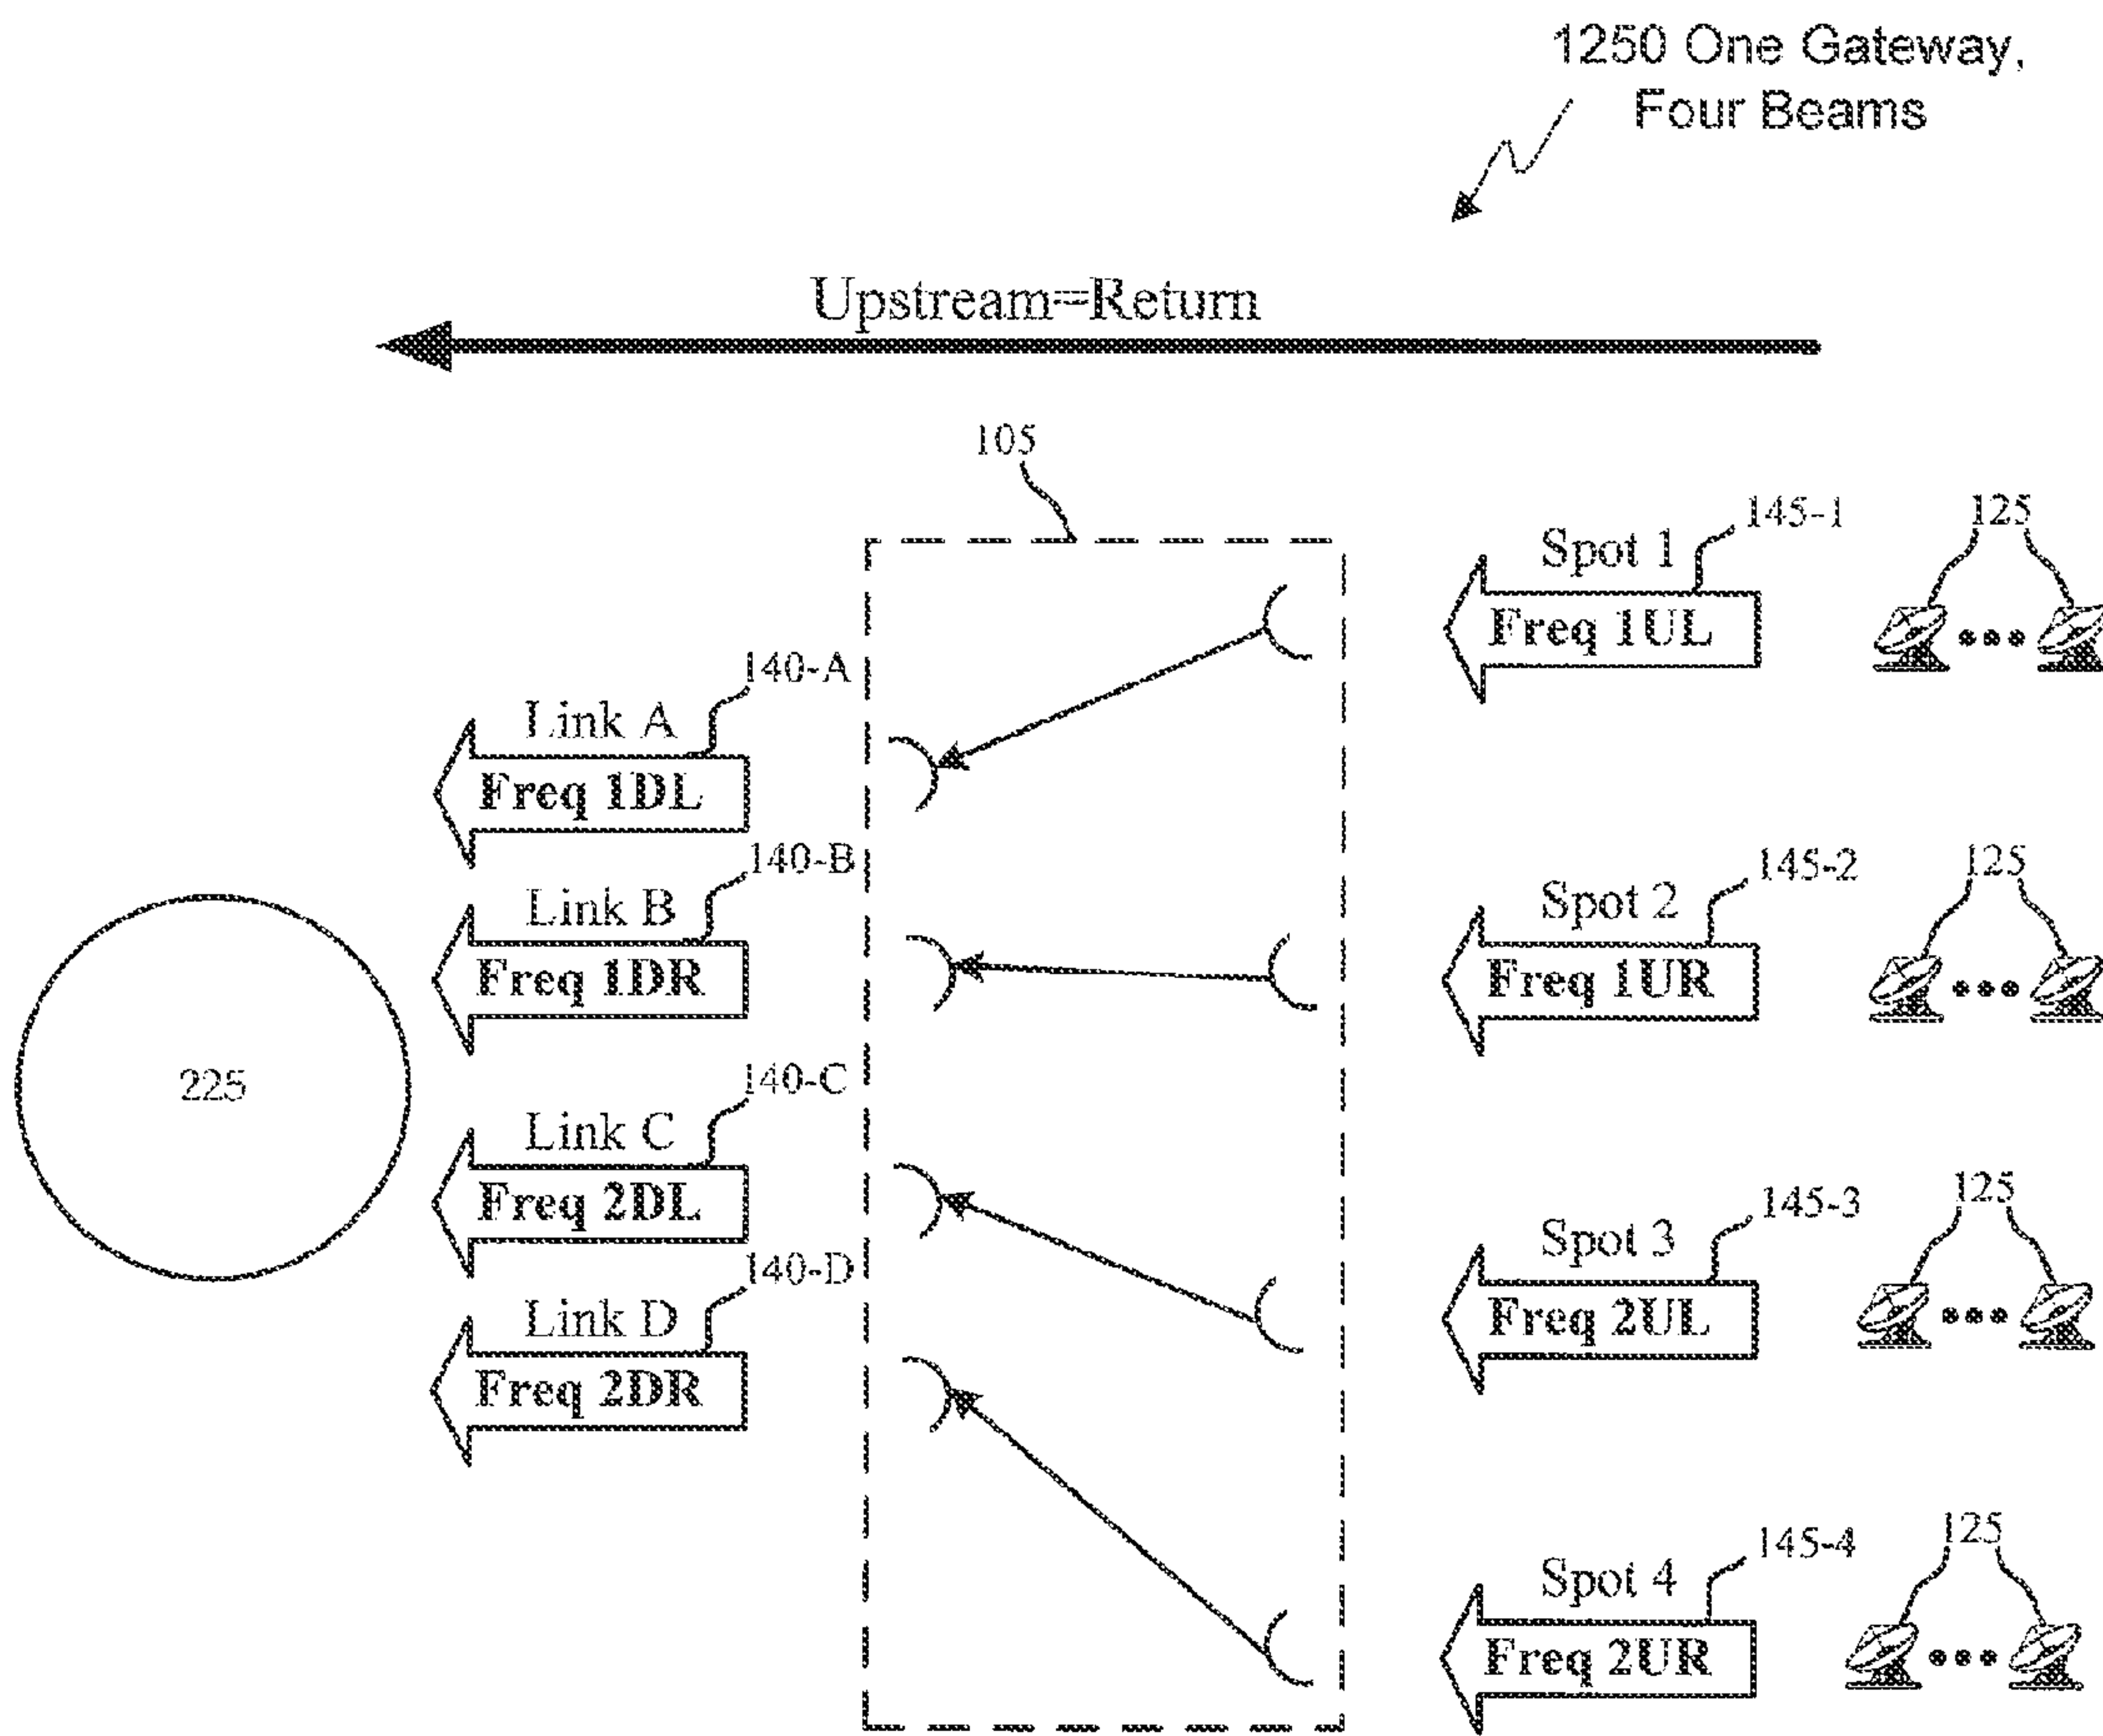 1250 One Gateway,
Four Beams
Upstream=Return
105
Spot 1
145-1
125
Freq 1UL
140-A
Link A
Freq 1DL
140-B
Link B
Freq 1DR
Spot 2
145-2
125
Freq 1UR
225
140-C
Link C
Freq 2DL
Spot 3
145-3
125
Freq 2UL
140-D
Link D
Freq 2DR
Spot 4
145-4
125
Freq 2UR